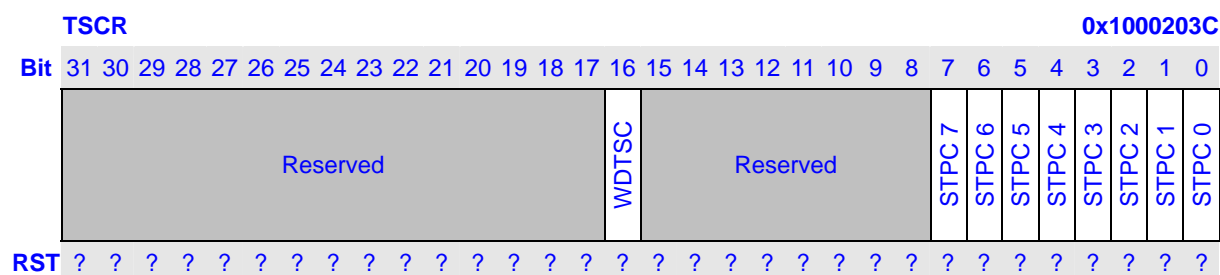 TSCR 0x1000203C
Bit 31 30 29 28 27 26 25 24 23 22 21 20 19 18 17 16 15 14 13 12 11 10 9 8 7 6 5 4 3 2 1 0
Reserved WDTSC Reserved STPC 7 STPC 6 STPC 5 STPC 4 STPC 3 STPC 2 STPC 1 STPC 0
RST ? ? ? ? ? ? ? ? ? ? ? ? ? ? ? ? ? ? ? ? ? ? ? ? ? ? ? ? ? ? ? ?